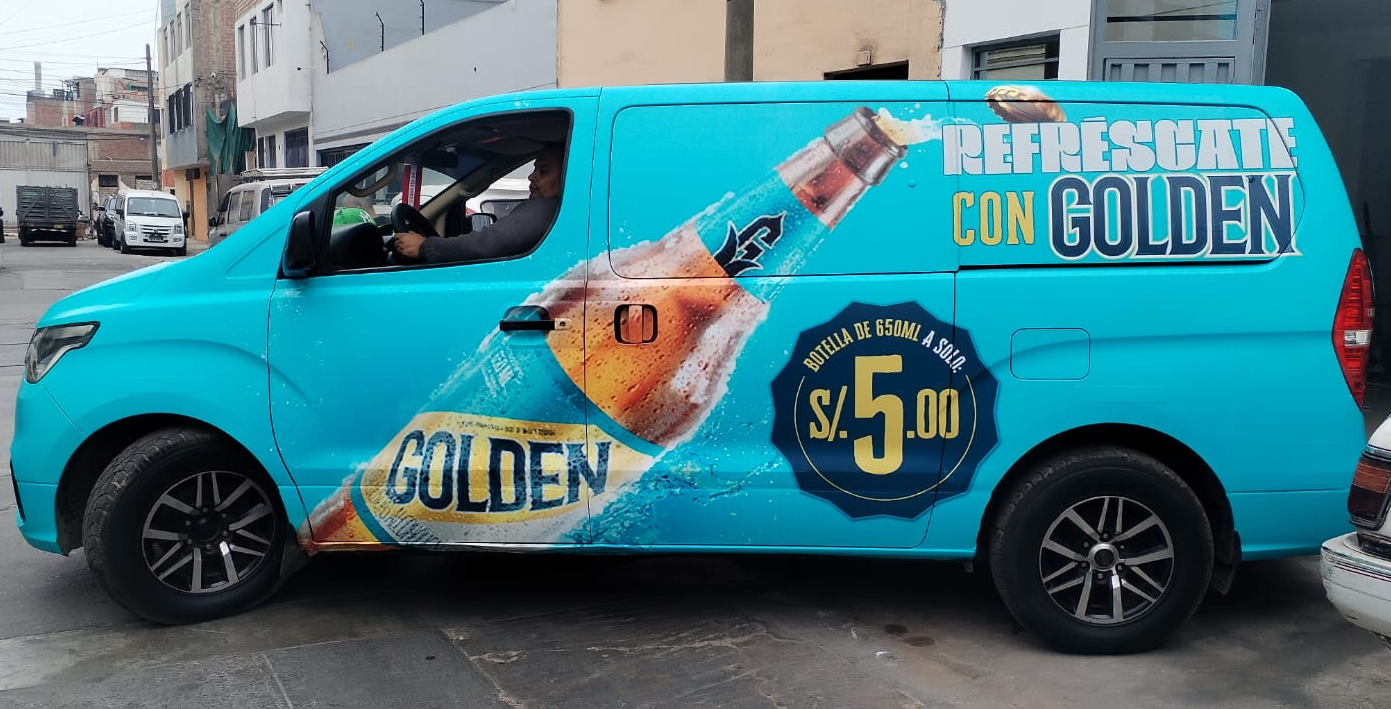 REFRÉSCATE
CON GOLDEN
BOTELLA DE 650ML A SOLO:
S/.5.00
G
GOLDEN